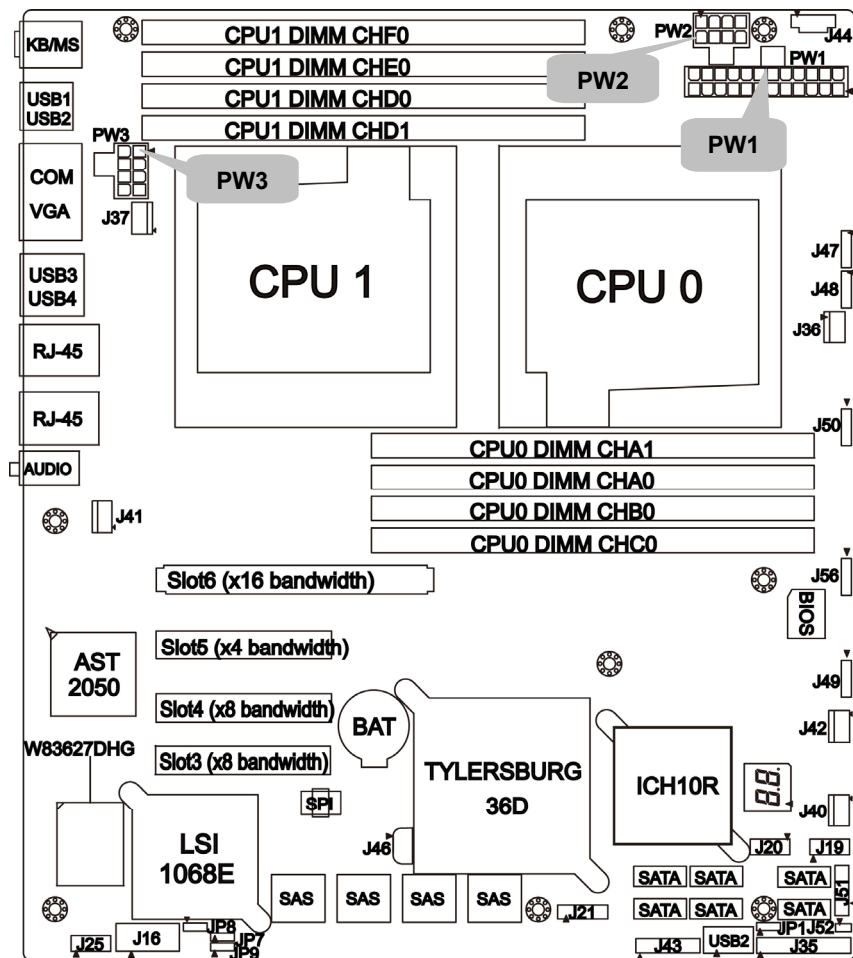 KB/MS
CPU1 DIMM CHF0
PW2
J44
CPU1 DIMM CHE0
PW1
PW2
USB1
USB2
CPU1 DIMM CHD0
CPU1 DIMM CHD1
PW3
PW1
COM
VGA
PW3
J37
CPU 1
CPU 0
J47
USB3
USB4
J48
J36
RJ-45
RJ-45
J50
AUDIO
CPU0 DIMM CHA1
CPU0 DIMM CHA0
CPU0 DIMM CHB0
CPU0 DIMM CHC0
J41
Slot6 (x16 bandwidth)
J56
BIOS
AST
2050
Slot5 (x4 bandwidth)
J49
Slot4 (x8 bandwidth)
BAT
J42
W83627DHG
Slot3 (x8 bandwidth)
TYLERSBURG
36D
ICH10R
8.8.
SPI
J40
LSI
1068E
J46
J20
J19
SAS
SAS
SAS
SAS
SATA
SATA
SATA
J51
SATA
SATA
SATA
J21
J25
J16
JP8
JP7
JP9
J43
USB2
JP1
J52
J35